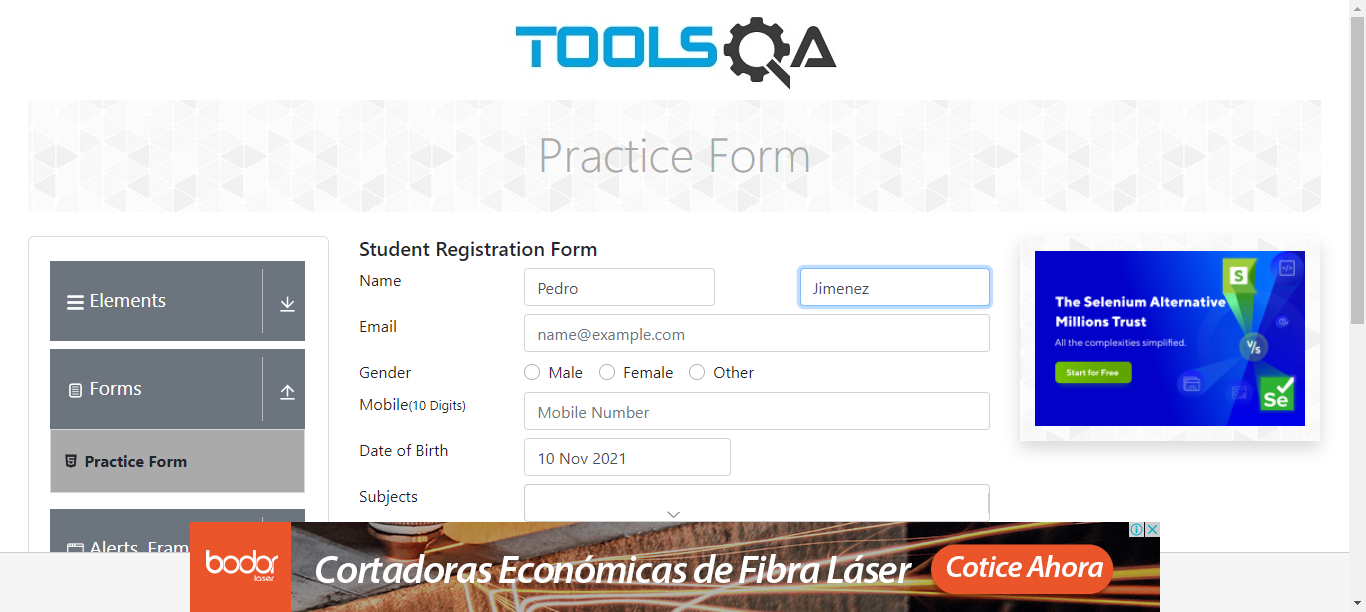 TOOLSQA
Practice Form
Elements
Forms
Practice Form
Alerts, Fram
Student Registration Form
Name Pedro Jimenez
Email name@example.com
Gender Male Female Other
Mobile(10 Digits) Mobile Number
Date of Birth 10 Nov 2021
Subjects
The Selenium Alternative
Millions Trust
All the complexities simplified.
Start for Free
S
V/s
Se
bodor
laser
Cortadoras Económicas de Fibra Láser
Cotice Ahora